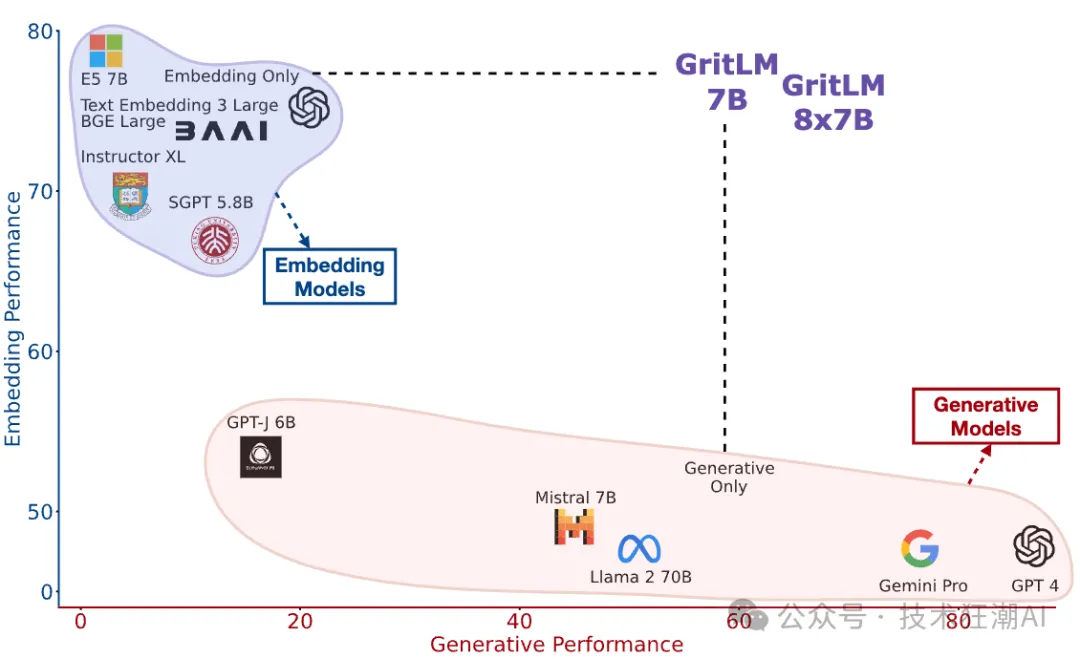 80
E5 7B
Embedding Only
Text Embedding 3 Large
BGE Large
BAAI
Instructor XL
SGPT 5.8B
GritLM
7B
GritLM
8x7B
70
Embedding
Models
60
50
0
Embedding Performance
GPT-J 6B
Generative
Models
Generative
Only
Mistral 7B
Llama 2 70B
Gemini Pro
GPT 4
0
20
40
60
80
Generative Performance
公众号 · 技术狂潮AI